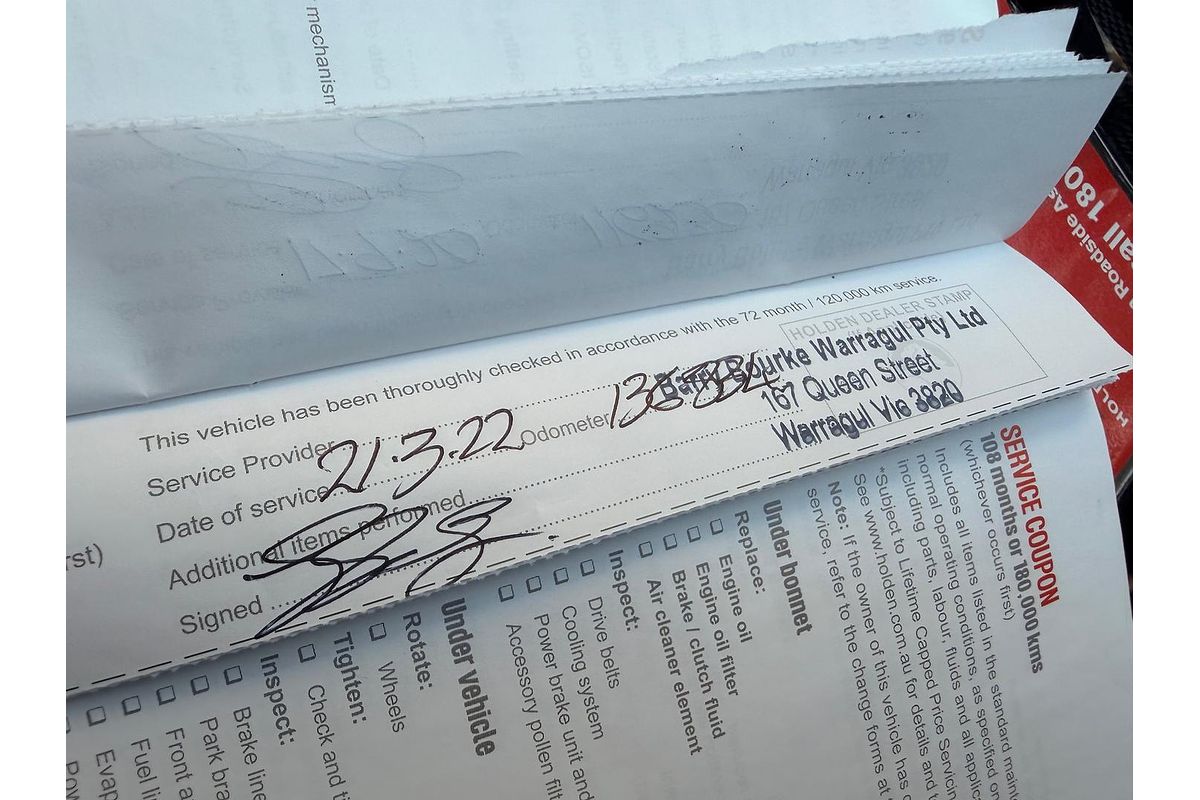 mechanism
Roadside As
all 180
HOL
This vehicle has been thoroughly checked in accordance with the 72 month / 120,000 km service.
HOLDEN DEALER STAMP
Service Provider
Bourke Warragul Pty Ltd
167 Queen Street
Warragul Vic 3820
Date of service 21.3.22 Odometer
Additional items performed
Signed
rst)
SERVICE COUPON
108 months or 180,000 kms
(whichever occurs first)
Includes all items listed in the standard main
normal operating conditions, as specified on
including parts, labour, fluids and all applic
*Subject to Lifetime Capped Price Servicin
See www.holden.com.au for details and
Note: If the owner of this vehicle has
service, refer to the change forms at
Under bonnet
Replace:
Engine oil
Engine oil filter
Brake / clutch fluid
Air cleaner element
Inspect:
Drive belts
Cooling system
Power brake unit and
Accessory pollen filt
Under vehicle
Rotate:
Wheels
Tighten:
Check and ti
Inspect:
Brake line
Park bra
Front a
Fuel li
Evap
Pow